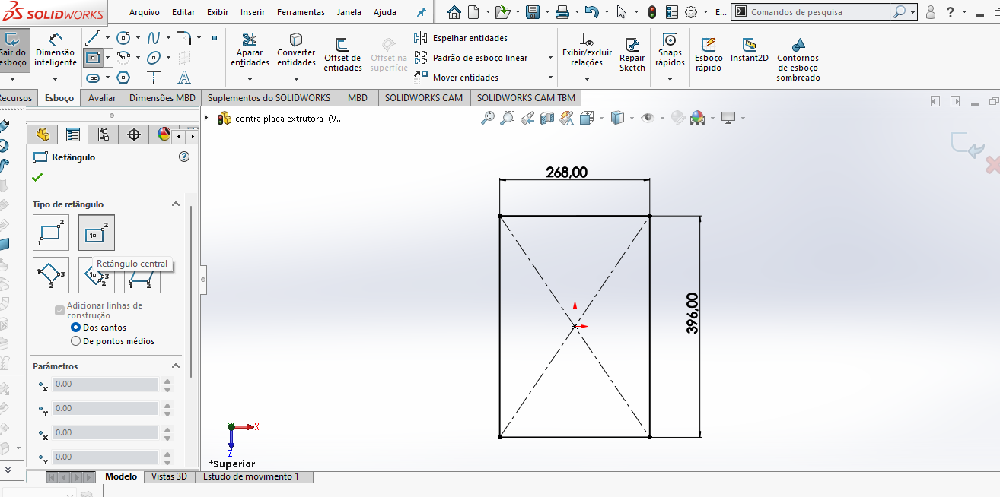 SOLIDWORKS
Arquivo Editar Exibir Inserir Ferramentas Janela Ajuda
E...
Comandos de pesquisa
?
Sair do esboço
Dimensão inteligente
Aparar entidades
Converter entidades
Offset de entidades
Offset na superfície
Espelhar entidades
Padrão de esboço linear
Mover entidades
Exibir/excluir relações
Repair Sketch
Snaps rápidos
Esboço rápido
Instant2D
Contornos de esboço sombreado
Recursos Esboço Avaliar Dimensões MBD Suplementos do SOLIDWORKS MBD SOLIDWORKS CAM SOLIDWORKS CAM TBM
contra placa extrutora (V...
Retângulo
Tipo de retângulo
Retângulo central
Adicionar linhas de
construção
Dos cantos
De pontos médios
Parâmetros
X 0.00
Y 0.00
X 0.00
Y 0.00
268,00
396,00
X
Z
*Superior
Modelo Vistas 3D Estudo de movimento 1